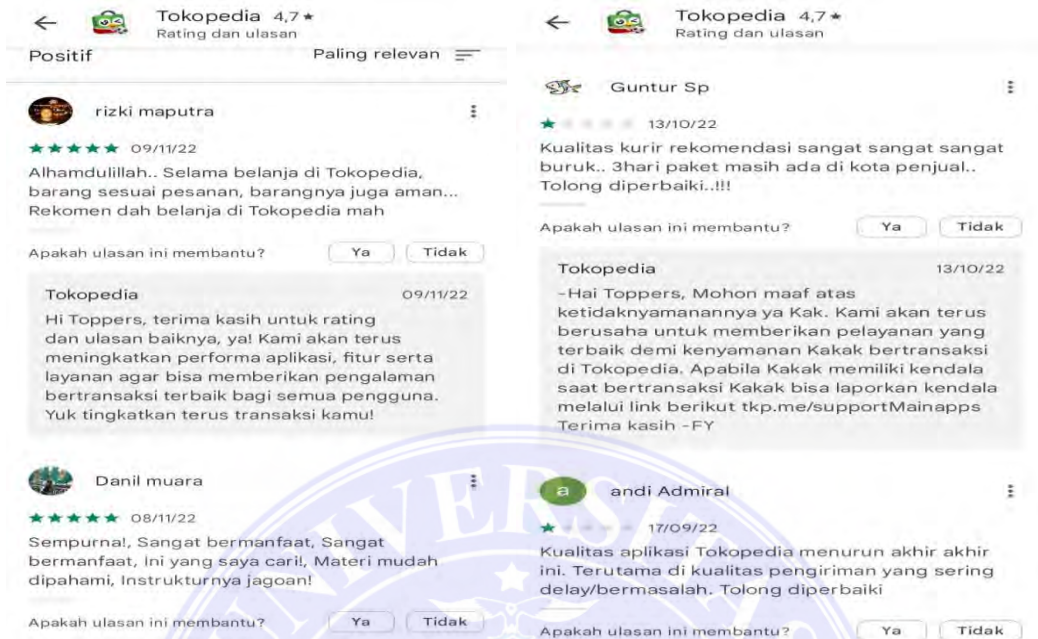 Tokopedia 4,7★
Rating dan ulasan
Positif
Paling relevan
rizki maputra
09/11/22
Alhamdulillah.. Selama belanja di Tokopedia,
barang sesuai pesanan, barangnya juga aman...
Rekomen dah belanja di Tokopedia mah
Apakah ulasan ini membantu?
Ya
Tidak
Tokopedia
09/11/22
Hi Toppers, terima kasih untuk rating
dan ulasan baiknya, ya! Kami akan terus
meningkatkan performa aplikasi, fitur serta
layanan agar bisa memberikan pengalaman
bertransaksi terbaik bagi semua pengguna.
Yuk tingkatkan terus transaksi kamu!
Danil muara
08/11/22
Sempurna!, Sangat bermanfaat, Sangat
bermanfaat, Ini yang saya cari!, Materi mudah
dipahami, Instrukturnya jagoan!
Apakah ulasan ini membantu?
Ya
Tidak
Tokopedia 4,7★
Rating dan ulasan
Guntur Sp
13/10/22
Kualitas kurir rekomendasi sangat sangat sangat
buruk.. 3hari paket masih ada di kota penjual..
Tolong diperbaiki..!!!
Apakah ulasan ini membantu?
Ya
Tidak
Tokopedia
13/10/22
-Hai Toppers, Mohon maaf atas
ketidaknyamanannya ya Kak. Kami akan terus
berusaha untuk memberikan pelayanan yang
terbaik demi kenyamanan Kakak bertransaksi
di Tokopedia. Apabila Kakak memiliki kendala
saat bertransaksi Kakak bisa laporkan kendala
melalui link berikut tkp.me/supportMainapps
Terima kasih -FY
a
andi Admiral
17/09/22
Kualitas aplikasi Tokopedia menurun akhir akhir
ini. Terutama di kualitas pengiriman yang sering
delay/bermasalah. Tolong diperbaiki
Apakah ulasan ini membantu?
Ya
Tidak